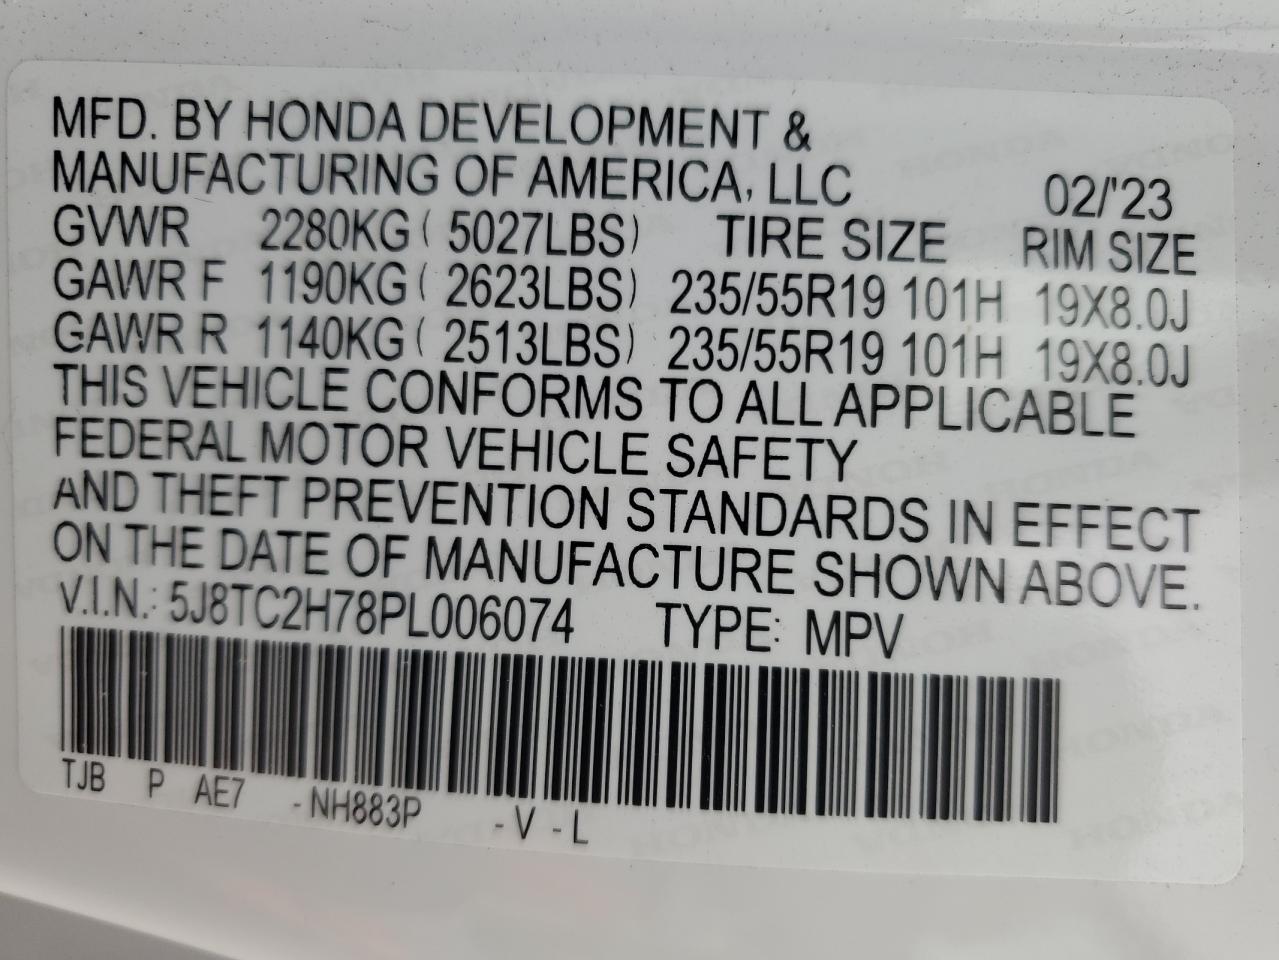 MFD. BY HONDA DEVELOPMENT &
MANUFACTURING OF AMERICA, LLC 02/'23
GVWR 2280KG ( 5027LBS) TIRE SIZE RIM SIZE
GAWR F 1190KG ( 2623LBS) 235/55R19 101H 19X8.0J
GAWR R 1140KG ( 2513LBS) 235/55R19 101H 19X8.0J
THIS VEHICLE CONFORMS TO ALL APPLICABLE
FEDERAL MOTOR VEHICLE SAFETY
AND THEFT PREVENTION STANDARDS IN EFFECT
ON THE DATE OF MANUFACTURE SHOWN ABOVE.
V.I.N.: 5J8TC2H78PL006074 TYPE: MPV
TJB P AE7 - NH883P - V - L